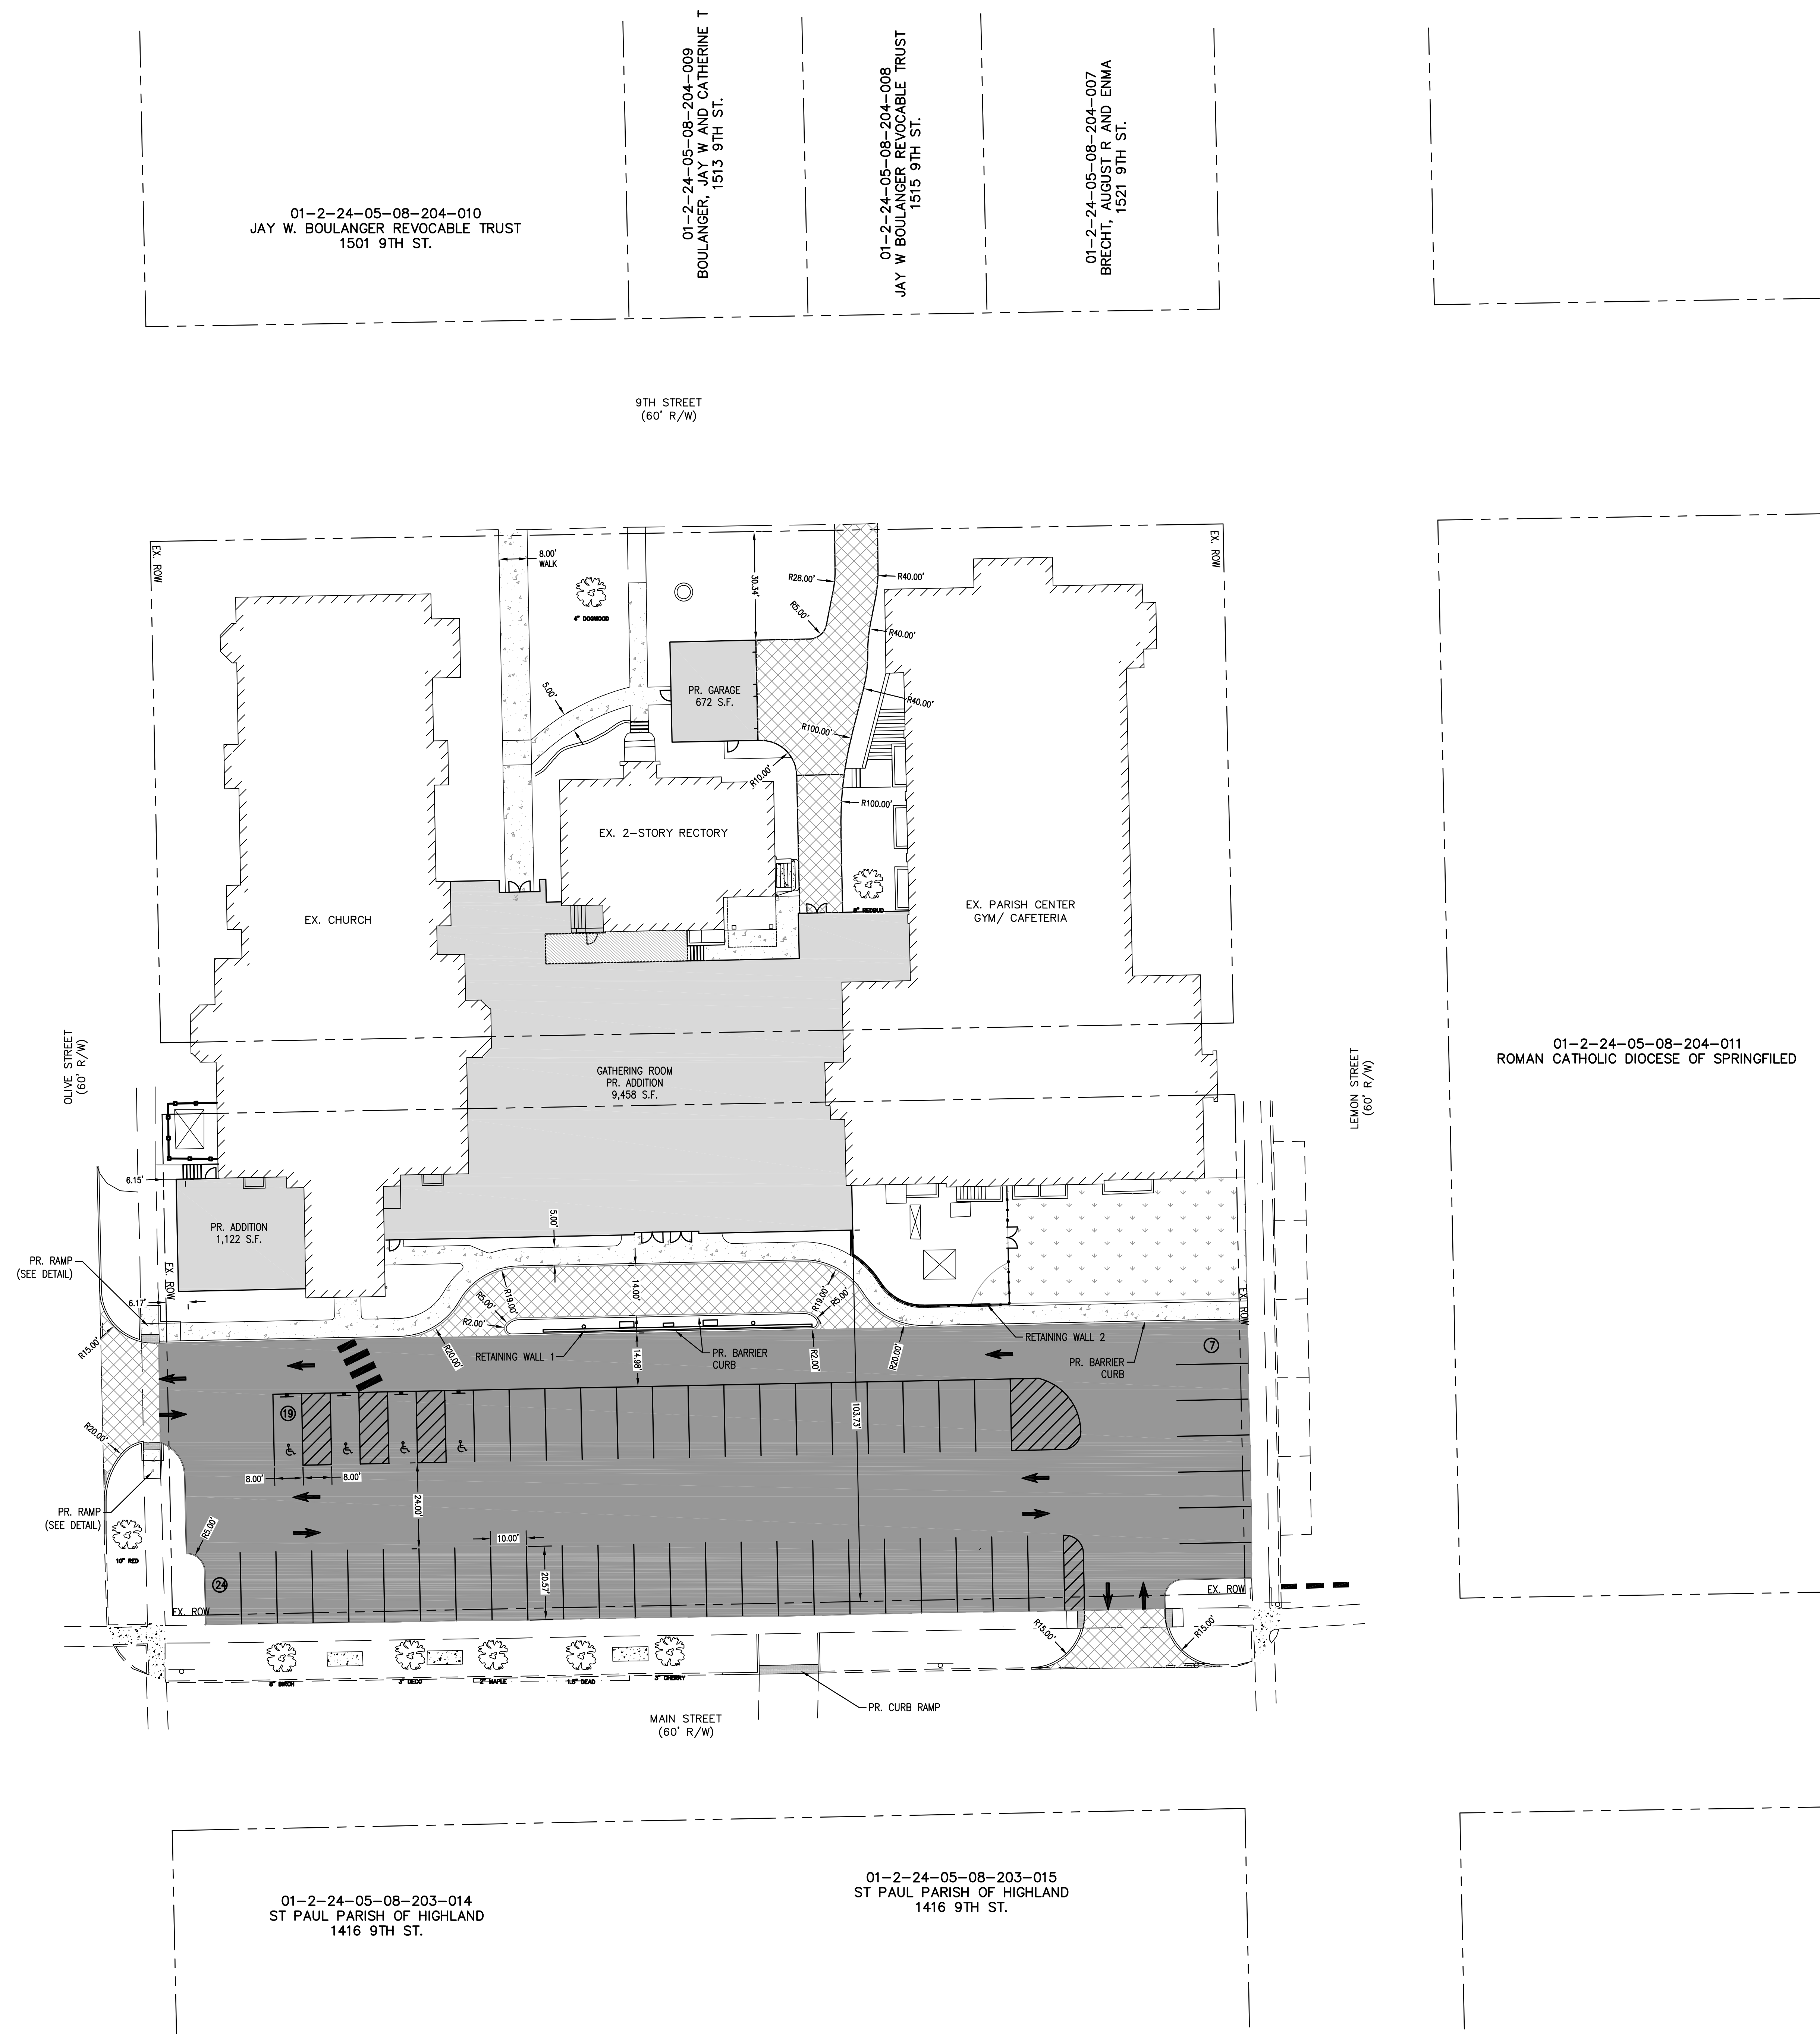 01-2-24-05-08-204-010
JAY W. BOULANGER REVOCABLE TRUST
1501 9TH ST.
01-2-24-05-08-204-009
BOULANGER, JAY W AND CATHERINE T
1513 9TH ST.
01-2-24-05-08-204-008
JAY W BOULANGER REVOCABLE TRUST
1515 9TH ST.
01-2-24-05-08-204-007
BRECHT, AUGUST R AND ENMA
1521 9TH ST.
9TH STREET
(60' R/W)
EX. ROW
8.00'
WALK
4" DOGWOOD
30.34'
R28.00'
R5.00'
R40.00'
R40.00'
R40.00'
R100.00'
EX. ROW
5.00'
PR. GARAGE
672 S.F.
R10.00'
R100.00'
EX. 2-STORY RECTORY
EX. CHURCH
EX. PARISH CENTER
GYM/ CAFETERIA
OLIVE STREET
(60' R/W)
GATHERING ROOM
PR. ADDITION
9,458 S.F.
LEMON STREET
(60' R/W)
01-2-24-05-08-204-011
ROMAN CATHOLIC DIOCESE OF SPRINGFILED
6.15'
PR. ADDITION
1,122 S.F.
PR. RAMP
(SEE DETAIL)
EX. ROW
6.17'
R15.00'
5.00'
14.00'
R19.00'
R5.00'
R2.00'
R20.00'
RETAINING WALL 1
14.98'
PR. BARRIER
CURB
R19.00'
R5.00'
R2.00'
R20.00'
RETAINING WALL 2
PR. BARRIER
CURB
EX. ROW
7
19
103.73'
R20.00'
8.00'
8.00'
24.00'
PR. RAMP
(SEE DETAIL)
R5.00'
10.00'
20.57'
10" RED
24
EX. ROW
EX. ROW
R15.00'
R15.00'
3" DECO
1.5" DEAD
3" CHERRY
MAIN STREET
(60' R/W)
PR. CURB RAMP
01-2-24-05-08-203-014
ST PAUL PARISH OF HIGHLAND
1416 9TH ST.
01-2-24-05-08-203-015
ST PAUL PARISH OF HIGHLAND
1416 9TH ST.